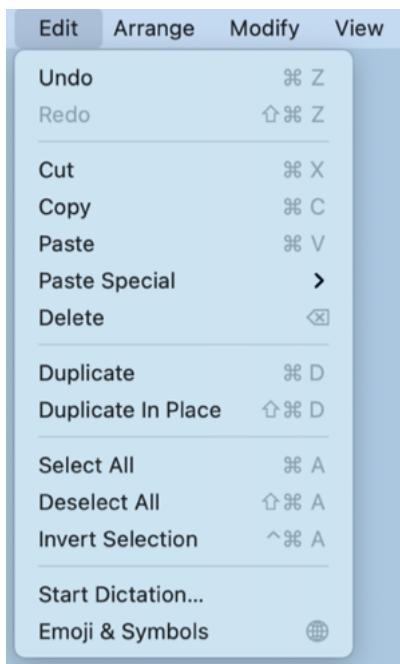 Edit Arrange Modify View
Undo ⌘ Z
Redo ⇧⌘ Z
Cut ⌘ X
Copy ⌘ C
Paste ⌘ V
Paste Special
Delete ⌫
Duplicate ⌘ D
Duplicate In Place ⇧⌘ D
Select All ⌘ A
Deselect All ⇧⌘ A
Invert Selection ^⌘ A
Start Dictation...
Emoji & Symbols